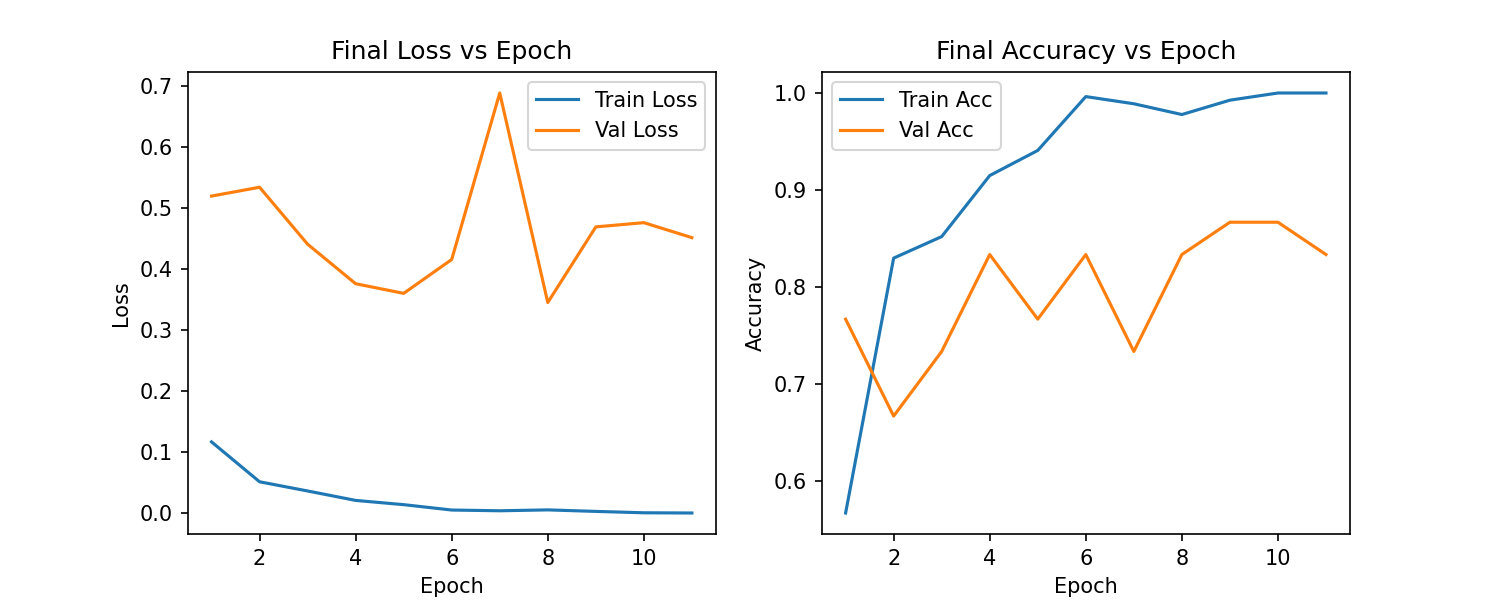 Final Loss vs Epoch
0.7
0.6
0.5
0.4
0.3
0.2
0.1
0.0
Loss
Train Loss
Val Loss
2 4 6 8 10
Epoch
Final Accuracy vs Epoch
1.0
0.9
0.8
0.7
0.6
Accuracy
Train Acc
Val Acc
2 4 6 8 10
Epoch